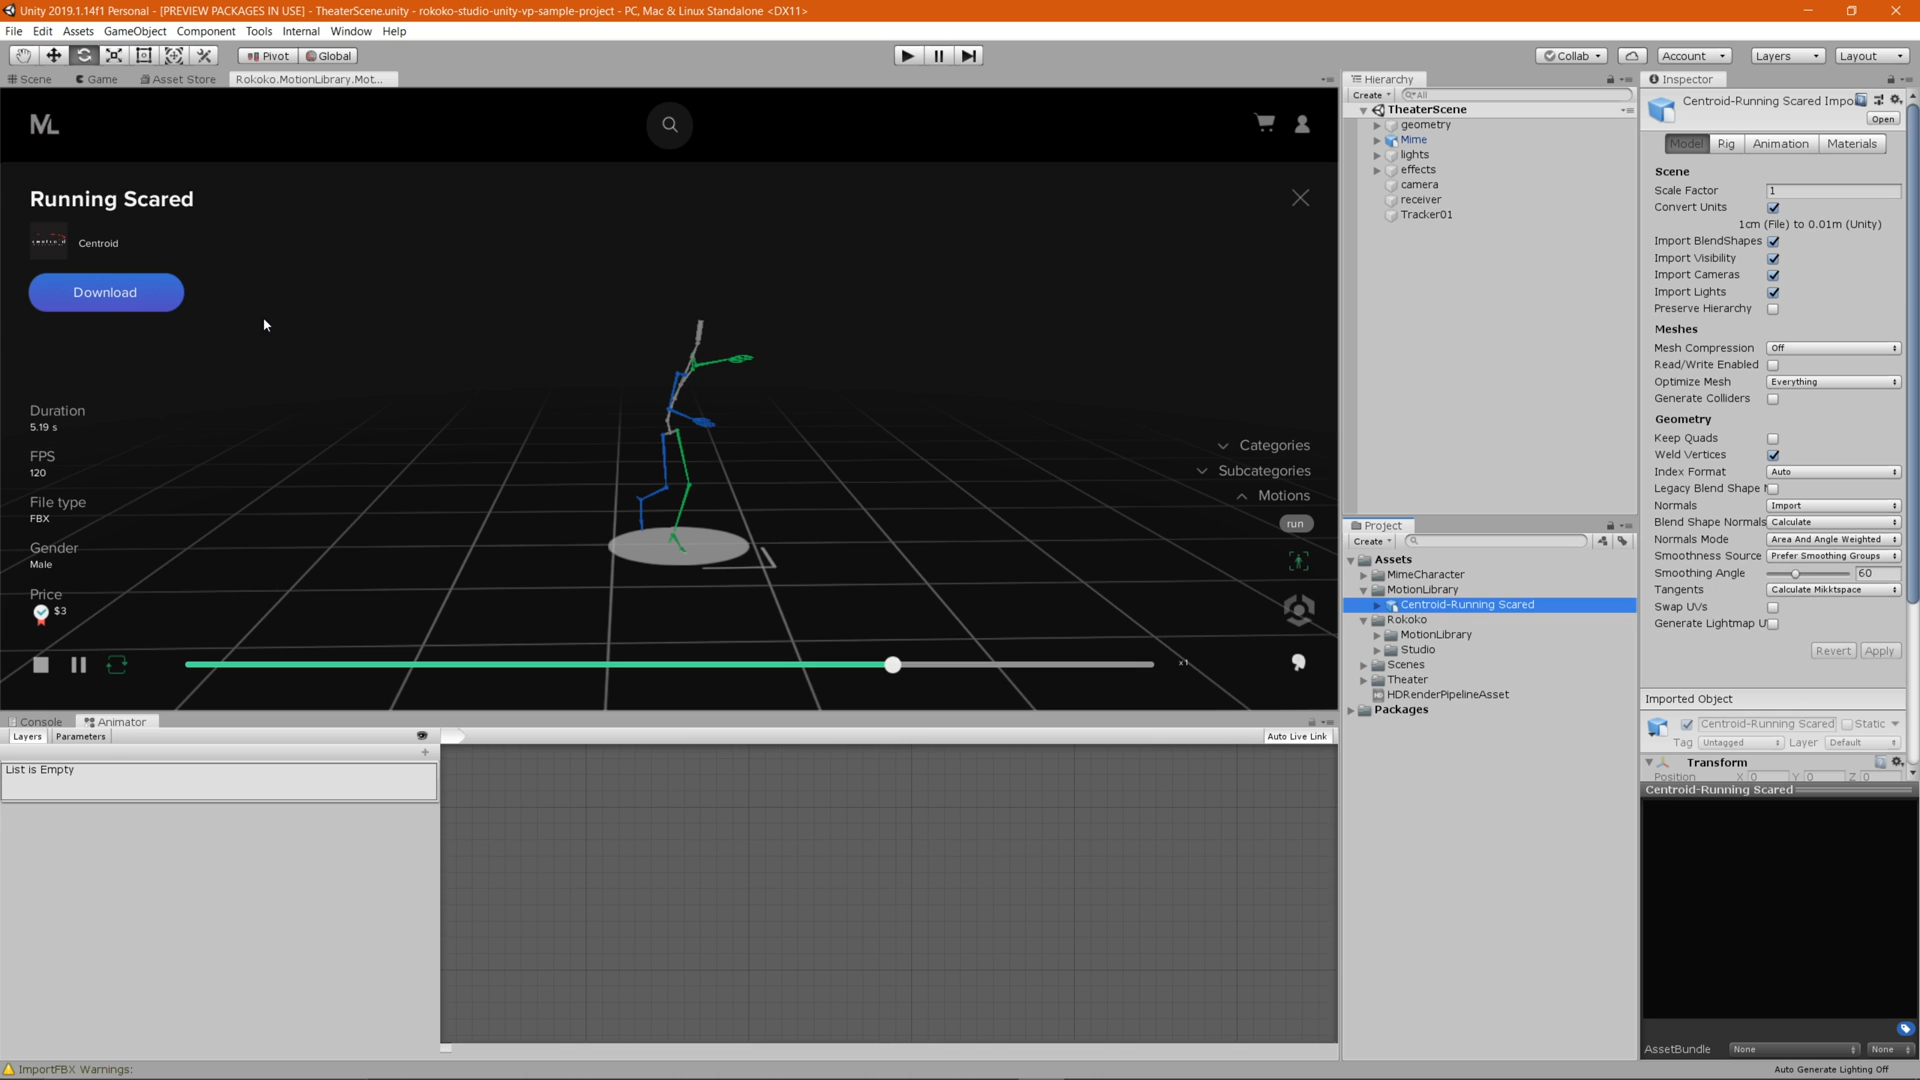 Unity 2019.1.14f1 Personal - [PREVIEW PACKAGES IN USE] - TheaterScene.unity - rokoko-studio-unity-vp-sample-project - PC, Mac & Linux Standalone <DX11>
File Edit Assets GameObject Component Tools Internal Window Help
Pivot Global Collab Account Layers Layout
Scene Game Asset Store Rokoko.MotionLibrary.Mot...
ML
Running Scared
Centroid
Download
Duration
5.19 s
FPS
120
File type
FBX
Gender
Male
Price
$3
Categories
Subcategories
Motions
run
x1
Console Animator
Layers Parameters
Auto Live Link
List is Empty
Hierarchy
Create All
TheaterScene
geometry
Mime
lights
effects
camera
receiver
Tracker01
Project
Create
Assets
MimeCharacter
MotionLibrary
Centroid-Running Scared
Rokoko
MotionLibrary
Studio
Scenes
Theater
HDRenderPipelineAsset
Packages
Inspector
Centroid-Running Scared Impo
Open
Model Rig Animation Materials
Scene
Scale Factor 1
Convert Units
1cm (File) to 0.01m (Unity)
Import BlendShapes
Import Visibility
Import Cameras
Import Lights
Preserve Hierarchy
Meshes
Mesh Compression Off
Read/Write Enabled
Optimize Mesh Everything
Generate Colliders
Geometry
Keep Quads
Weld Vertices
Index Format Auto
Legacy Blend Shape
Normals Import
Blend Shape Normals Calculate
Normals Mode Area And Angle Weighted
Smoothness Source Prefer Smoothing Groups
Smoothing Angle 60
Tangents Calculate Mikktspace
Swap UVs
Generate Lightmap U
Revert Apply
Imported Object
Centroid-Running Scared Static
Tag Untagged Layer Default
Transform
Position X 0 Y 0 Z 0
Centroid-Running Scared
AssetBundle None None
ImportFBX Warnings:
Auto Generate Lighting Off